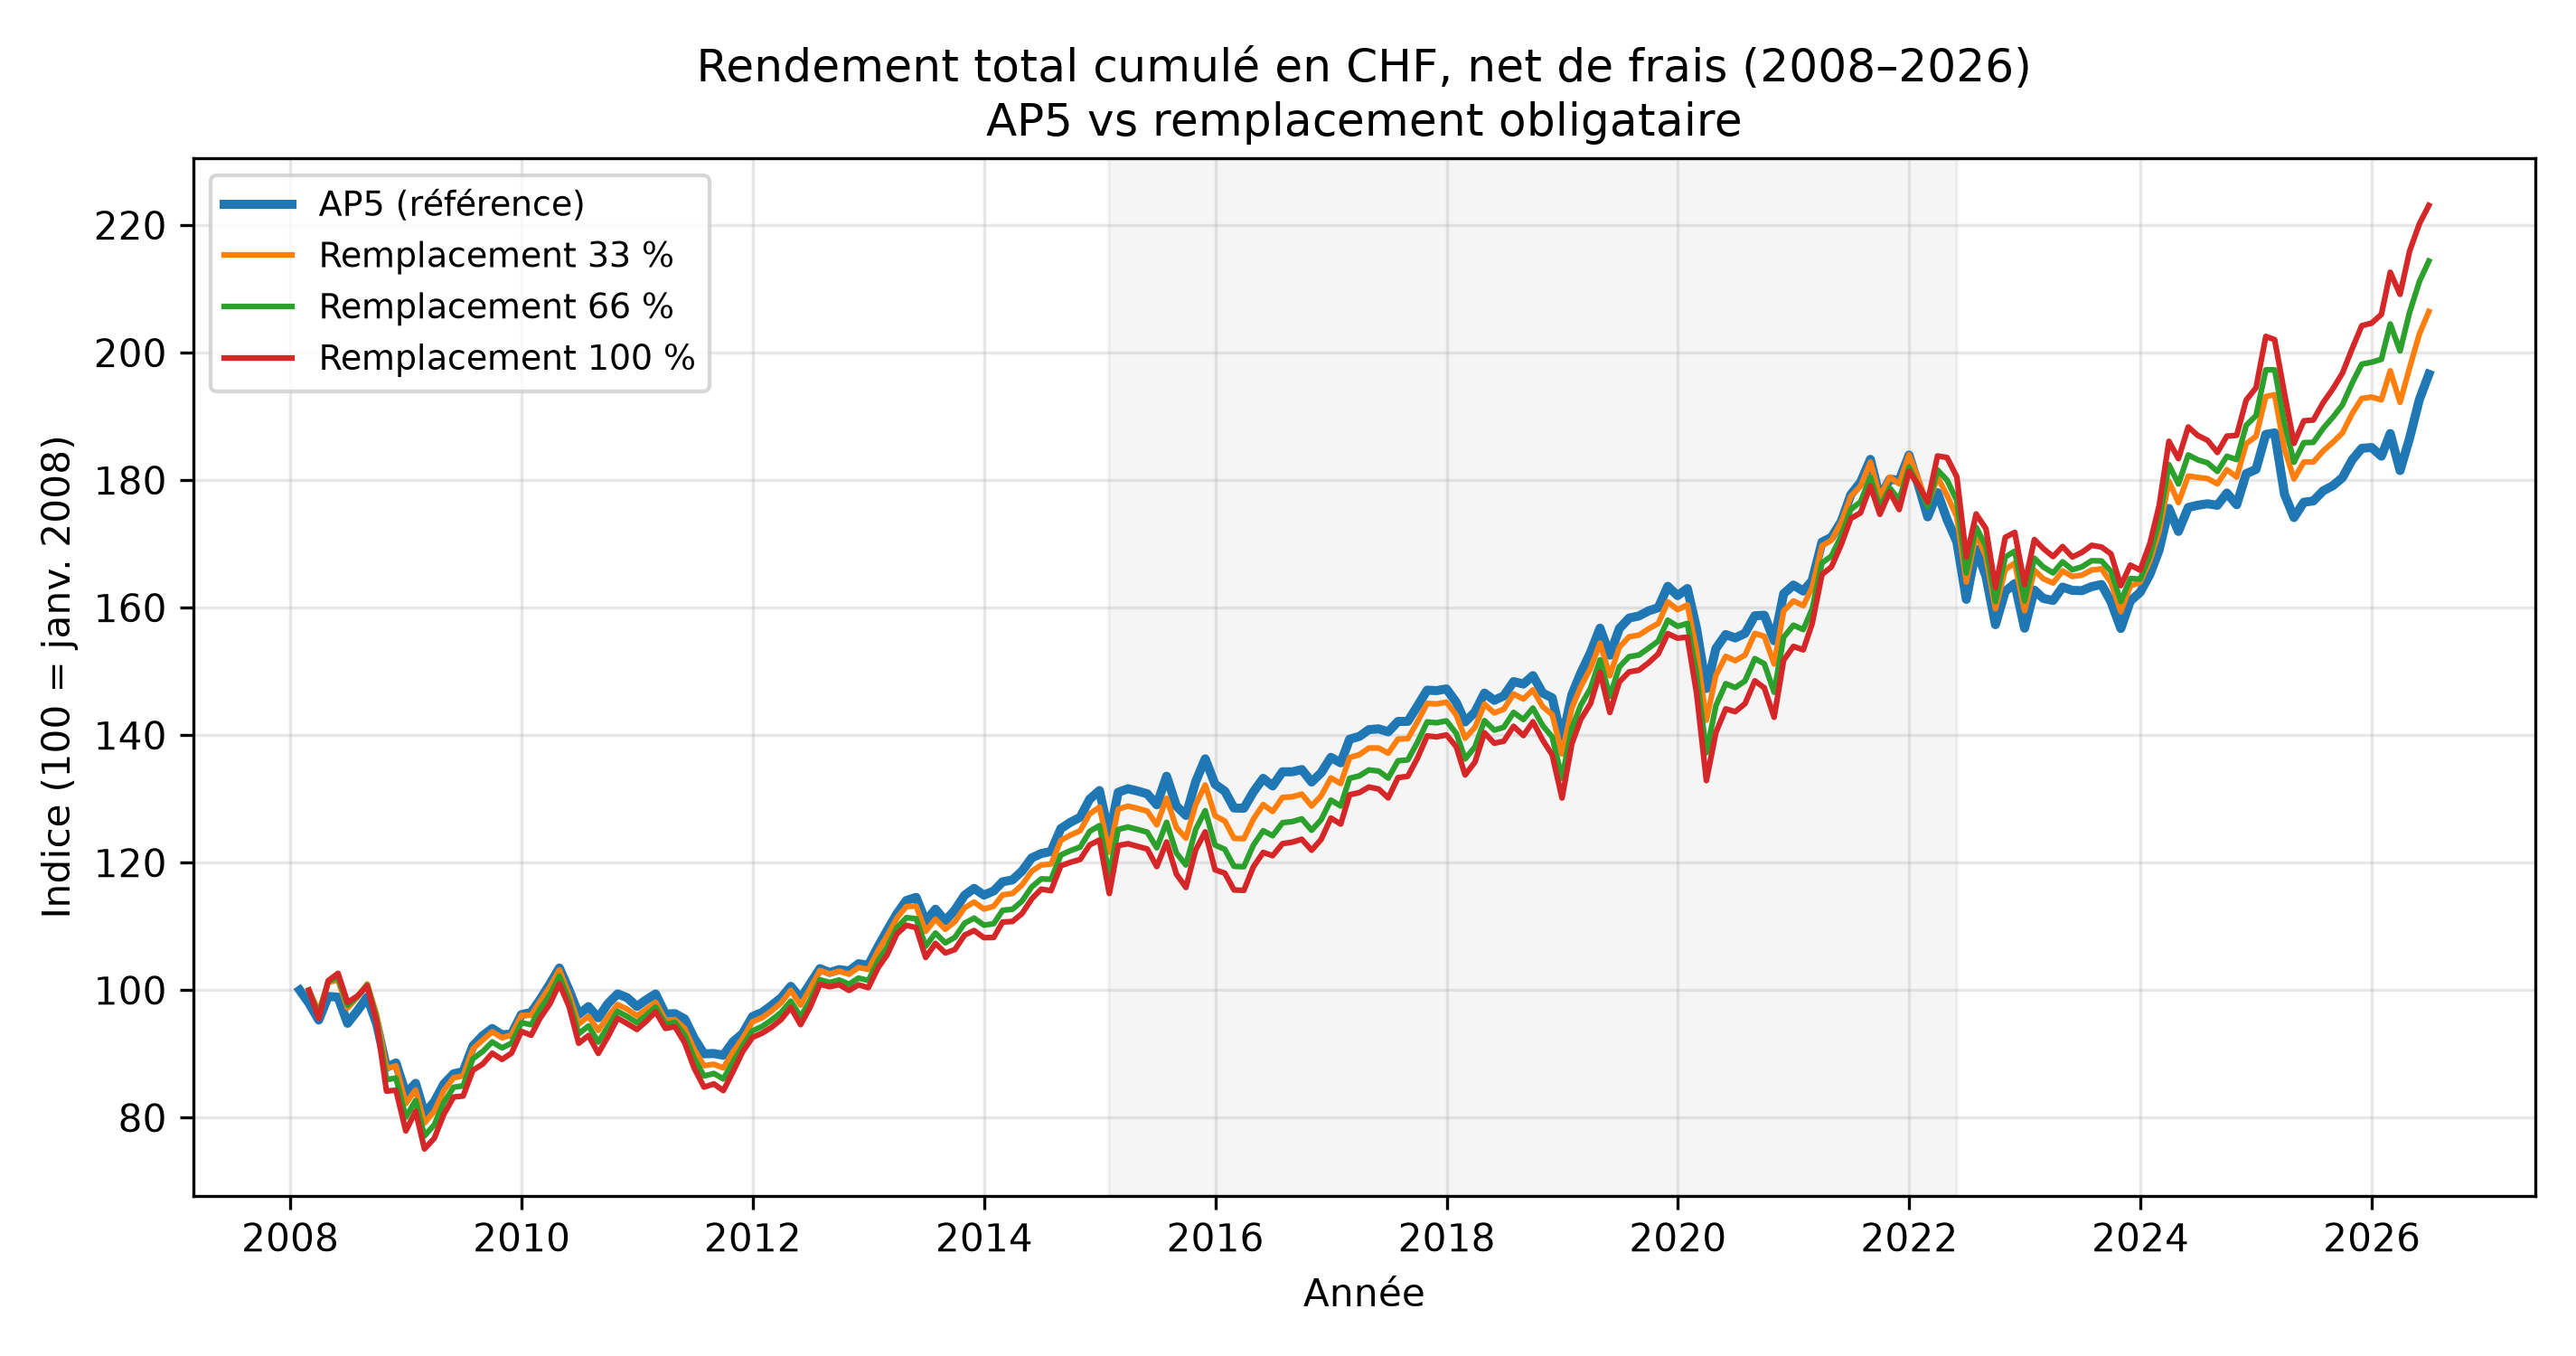 Rendement total cumulé en CHF, net de frais (2008–2026)
AP5 vs remplacement obligataire
AP5 (référence)
Remplacement 33 %
Remplacement 66 %
Remplacement 100 %
Indice (100 = janv. 2008)
220
200
180
160
140
120
100
80
2008 2010 2012 2014 2016 2018 2020 2022 2024 2026
Année